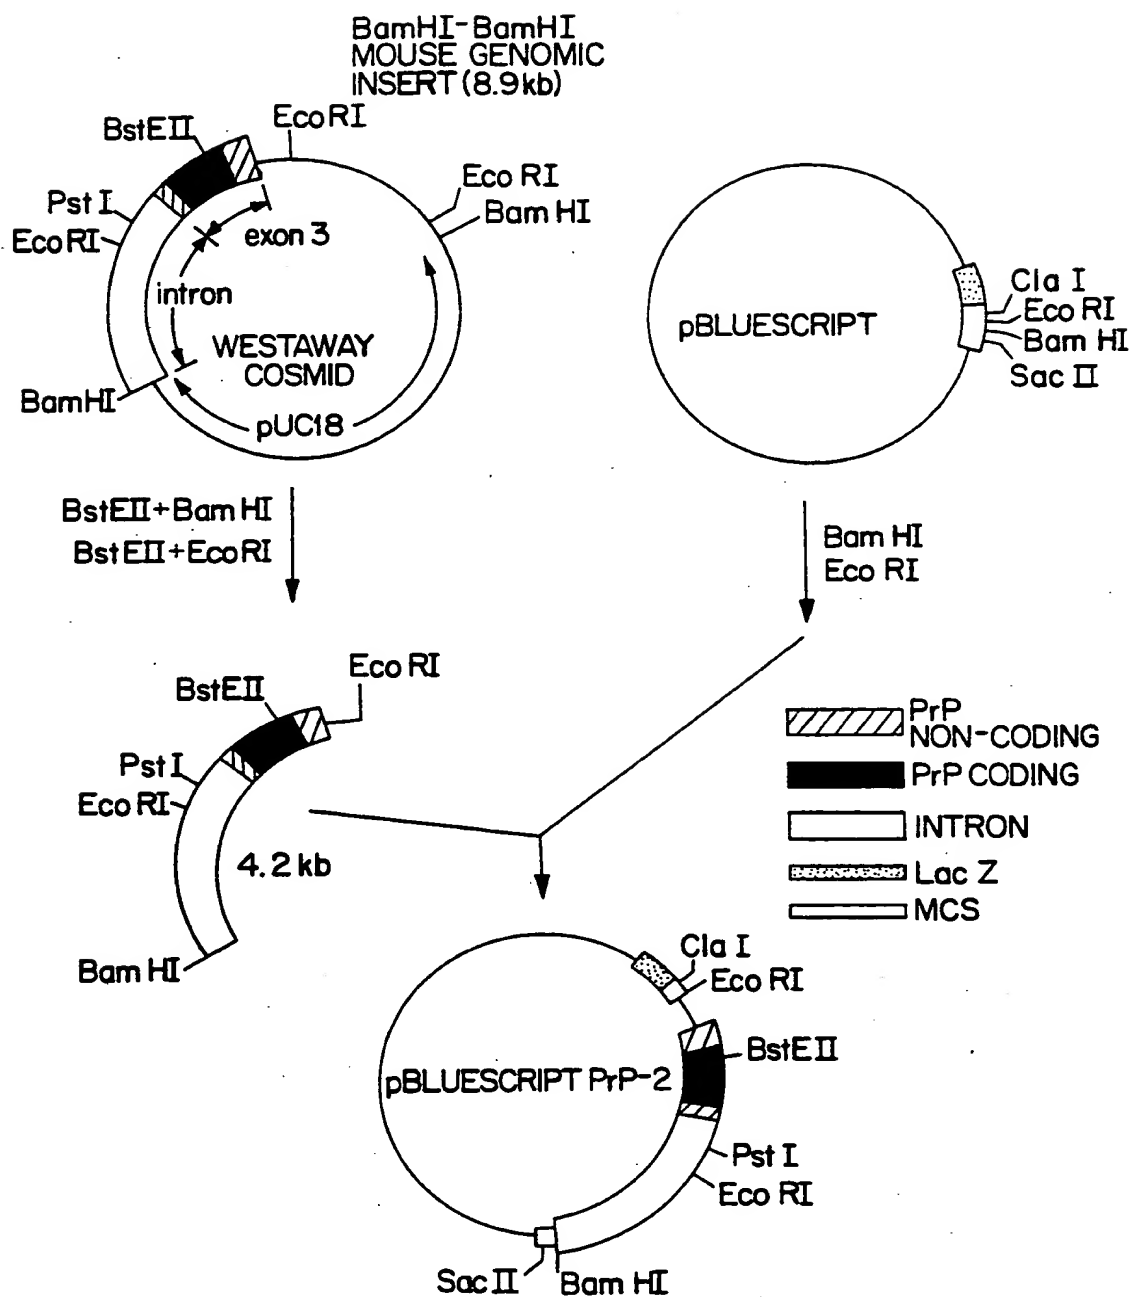 BamHI-BamHI
MOUSE GENOMIC
INSERT (8.9kb)
EcoRI
BstEII
Eco RI
Bam HI
Pst I
EcoRI
exon 3
intron
WESTAWAY
COSMID
BamHI
pUC18
pBLUESCRIPT
Cla I
Eco RI
Bam HI
Sac II
BstEII+Bam HI
BstEII+EcoRI
Bam HI
Eco RI
Eco RI
BstEII
Pst I
Eco RI
4.2 kb
Bam HI
PrP
NON-CODING
PrP CODING
INTRON
Lac Z
MCS
Cla I
Eco RI
BstEII
pBLUESCRIPT PrP-2
Pst I
Eco RI
Sac II
Bam HI